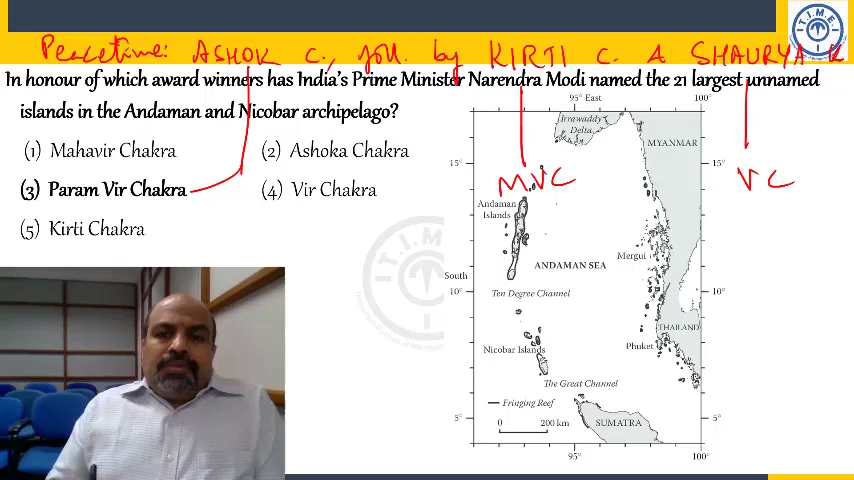 I.T.I.M.E.I
Peacetime: ASHOK C., foll. by KIRTI C. & SHAURYA
In honour of which award winners has India's Prime Minister Narendra Modi named the 21 largest unnamed
islands in the Andaman and Nicobar archipelago?
(1) Mahavir Chakra
(2) Ashoka Chakra
(3) Param Vir Chakra
(4) Vir Chakra
(5) Kirti Chakra
MVC
VC
95° East
100°
Irrawaddy
Delta
MYANMAR
15°
15°
Andaman
Islands
Mergui
ANDAMAN SEA
South
10°
Ten Degree Channel
10°
THAILAND
Nicobar Islands
Phuket
The Great Channel
Fringing Reef
0
200 km
SUMATRA
5°
5°
95°
100°
I.T.I.M.E.I